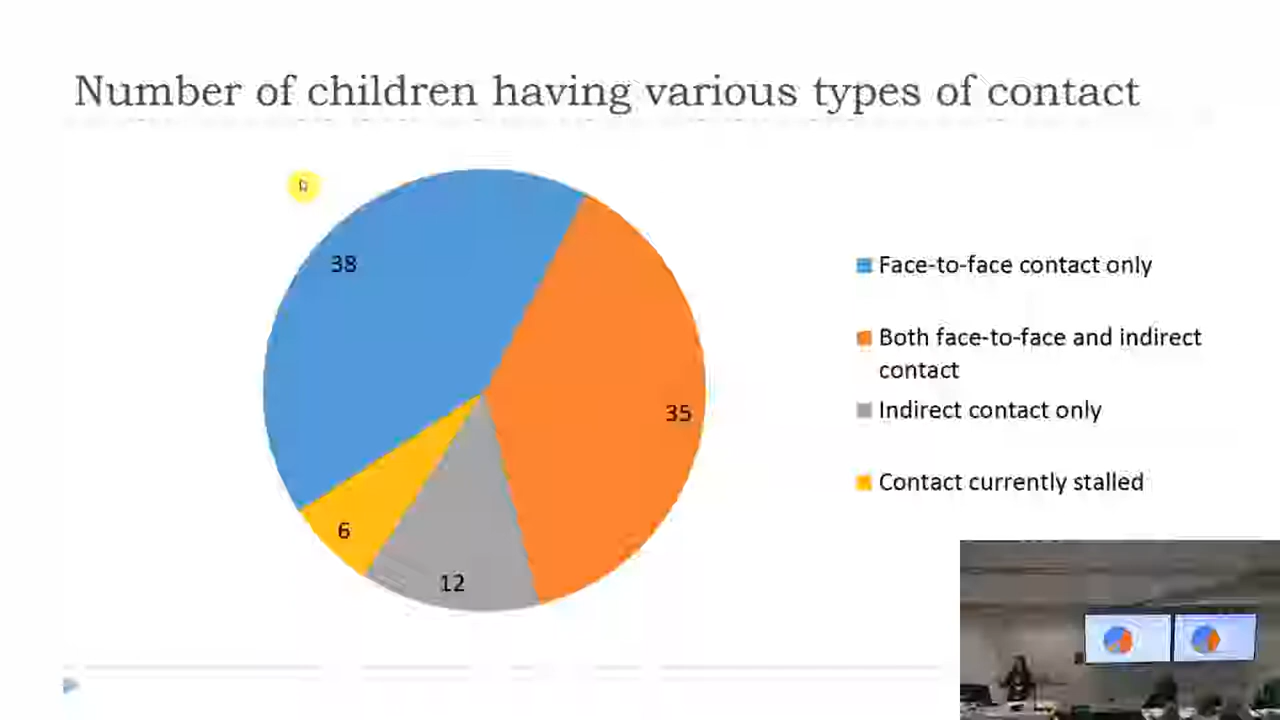 Number of children having various types of contact
38
35
6
12
Face-to-face contact only
Both face-to-face and indirect
contact
Indirect contact only
Contact currently stalled